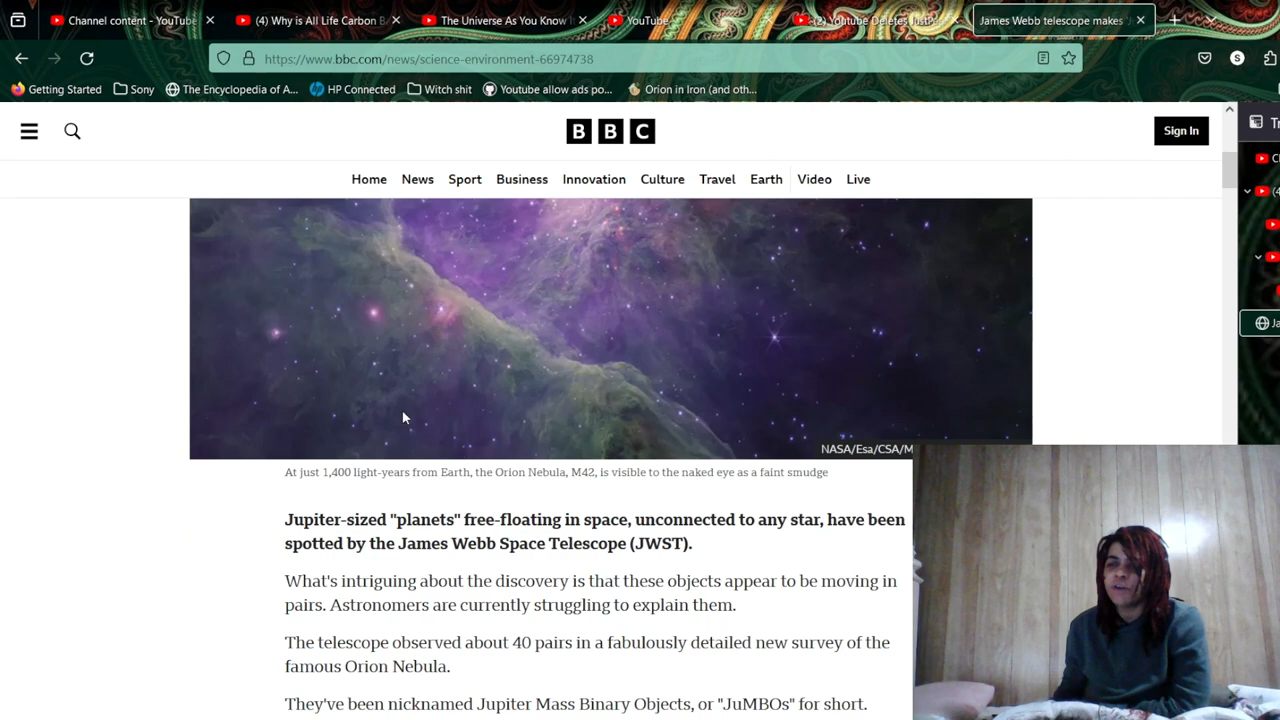 Channel content - YouTube
(4) Why is All Life Carbon B
The Universe As You Know I
YouTube
(2) Youtube Deletes JustP
James Webb telescope makes 'J
https://www.bbc.com/news/science-environment-66974738
S
Getting Started
Sony
The Encyclopedia of A...
HP Connected
Witch shit
Youtube allow ads po...
Orion in Iron (and oth...
BBC
Sign In
Tr
Home News Sport Business Innovation Culture Travel Earth Video Live
C
(4
Ja
NASA/Esa/CSA/M
At just 1,400 light-years from Earth, the Orion Nebula, M42, is visible to the naked eye as a faint smudge
Jupiter-sized "planets" free-floating in space, unconnected to any star, have been
spotted by the James Webb Space Telescope (JWST).
What's intriguing about the discovery is that these objects appear to be moving in
pairs. Astronomers are currently struggling to explain them.
The telescope observed about 40 pairs in a fabulously detailed new survey of the
famous Orion Nebula.
They've been nicknamed Jupiter Mass Binary Objects, or "JuMBOs" for short.